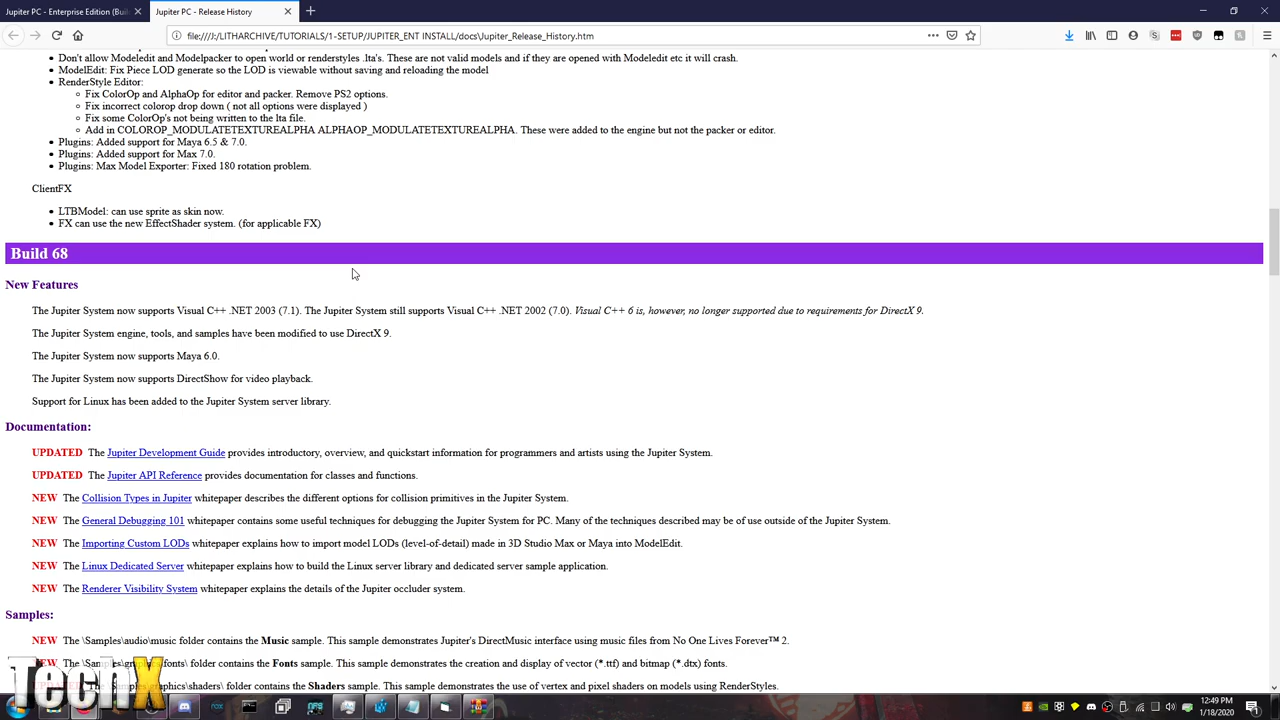 Jupiter PC - Enterprise Edition (Buil
Jupiter PC - Release History
file:///J:/LITHARCHIVE/TUTORIALS/1-SETUP/JUPITER_ENT INSTALL/docs/Jupiter_Release_History.htm
Don't allow Modeledit and Modelpacker to open world or renderstyles .lta's. These are not valid models and if they are opened with Modeledit etc it will crash.
ModelEdit: Fix Piece LOD generate so the LOD is viewable without saving and reloading the model
RenderStyle Editor:
Fix ColorOp and AlphaOp for editor and packer. Remove PS2 options.
Fix incorrect colorop drop down ( not all options were displayed )
Fix some ColorOp's not being written to the lta file.
Add in COLOROP_MODULATETEXTUREALPHA ALPHAOP_MODULATETEXTUREALPHA. These were added to the engine but not the packer or editor.
Plugins: Added support for Maya 6.5 & 7.0.
Plugins: Added support for Max 7.0.
Plugins: Max Model Exporter: Fixed 180 rotation problem.
ClientFX
LTBModel: can use sprite as skin now.
FX can use the new EffectShader system. (for applicable FX)
Build 68
New Features
The Jupiter System now supports Visual C++ .NET 2003 (7.1). The Jupiter System still supports Visual C++ .NET 2002 (7.0). Visual C++ 6 is, however, no longer supported due to requirements for DirectX 9.
The Jupiter System engine, tools, and samples have been modified to use DirectX 9.
The Jupiter System now supports Maya 6.0.
The Jupiter System now supports DirectShow for video playback.
Support for Linux has been added to the Jupiter System server library.
Documentation:
UPDATED The Jupiter Development Guide provides introductory, overview, and quickstart information for programmers and artists using the Jupiter System.
UPDATED The Jupiter API Reference provides documentation for classes and functions.
NEW The Collision Types in Jupiter whitepaper describes the different options for collision primitives in the Jupiter System.
NEW The General Debugging 101 whitepaper contains some useful techniques for debugging the Jupiter System for PC. Many of the techniques described may be of use outside of the Jupiter System.
NEW The Importing Custom LODs whitepaper explains how to import model LODs (level-of-detail) made in 3D Studio Max or Maya into ModelEdit.
NEW The Linux Dedicated Server whitepaper explains how to build the Linux server library and dedicated server sample application.
NEW The Renderer Visibility System whitepaper explains the details of the Jupiter occluder system.
Samples:
NEW The \Samples\audio\music folder contains the Music sample. This sample demonstrates Jupiter's DirectMusic interface using music files from No One Lives Forever™ 2.
NEW The \Samples\graphics\fonts\ folder contains the Fonts sample. This sample demonstrates the creation and display of vector (*.ttf) and bitmap (*.dtx) fonts.
\Samples\graphics\shaders\ folder contains the Shaders sample. This sample demonstrates the use of vertex and pixel shaders on models using RenderStyles.
TechX
12:49 PM
1/18/2020